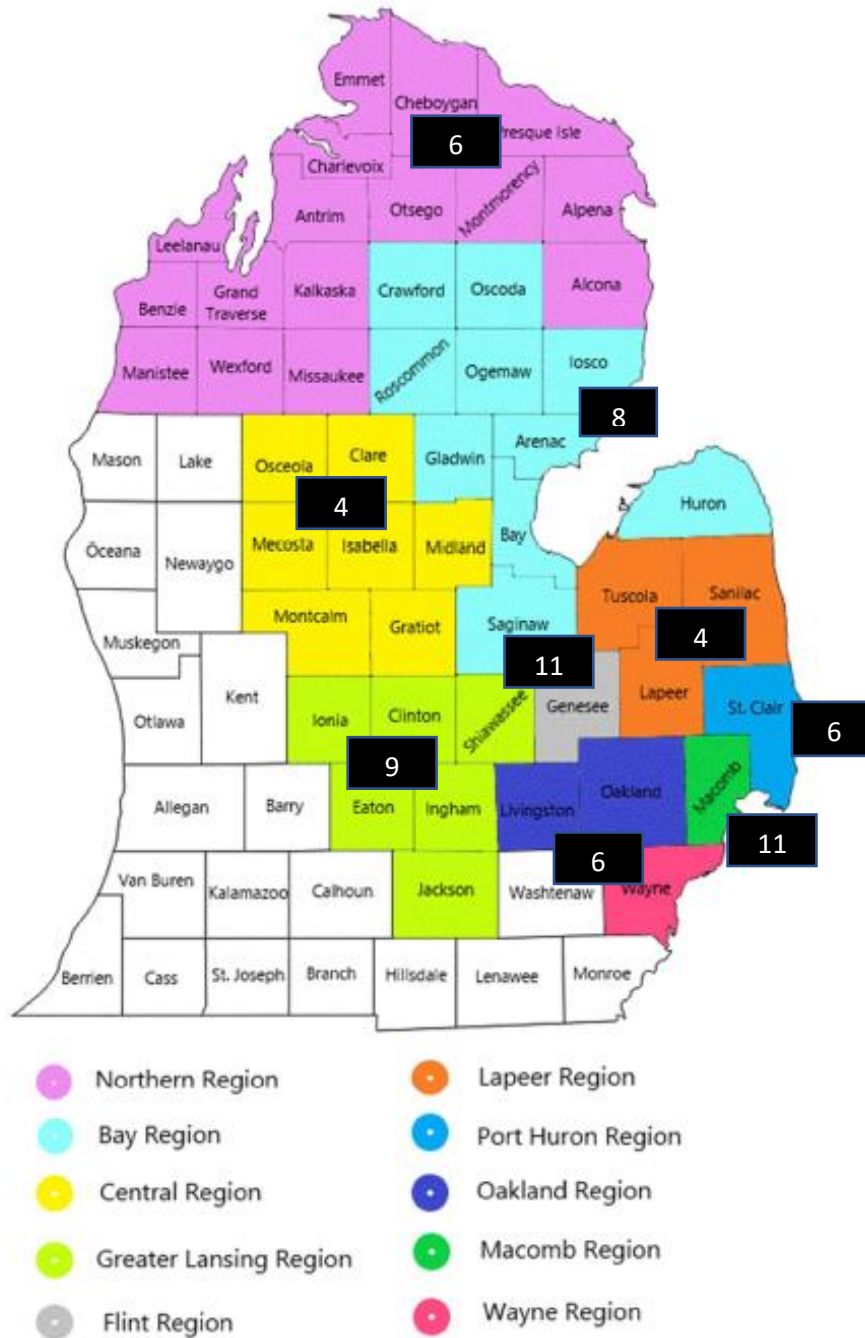 Emmet
Cheboygan
Presque Isle
6
Charlevoix
Antrim
Otsego
Montmorency
Alpena
Leelanau
Benzie
Grand
Traverse
Kalkaska
Crawford
Oscoda
Alcona
Manistee
Wexford
Missaukee
Roscommon
Ogemaw
Iosco
8
Mason
Lake
Osceola
Clare
Gladwin
Arenac
4
Huron
Öceana
Newaygo
Mecosta
Isabella
Midland
Bay
Tuscola
Sanilac
Muskegon
Montcalm
Gratiot
Saginaw
4
11
Otlawa
Kent
Ionia
Clinton
Shiawassee
Genesee
Lapeer
St. Clair
6
9
Allegan
Barry
Eaton
Ingham
Livingston
Oakland
Macomb
11
6
Van Buren
Kalamazoo
Calhoun
Jackson
Washtenaw
Wayne
Berrien
Cass
St. Joseph
Branch
Hillsdale
Lenawee
Monroe
Northern Region
Lapeer Region
Bay Region
Port Huron Region
Central Region
Oakland Region
Greater Lansing Region
Macomb Region
Flint Region
Wayne Region